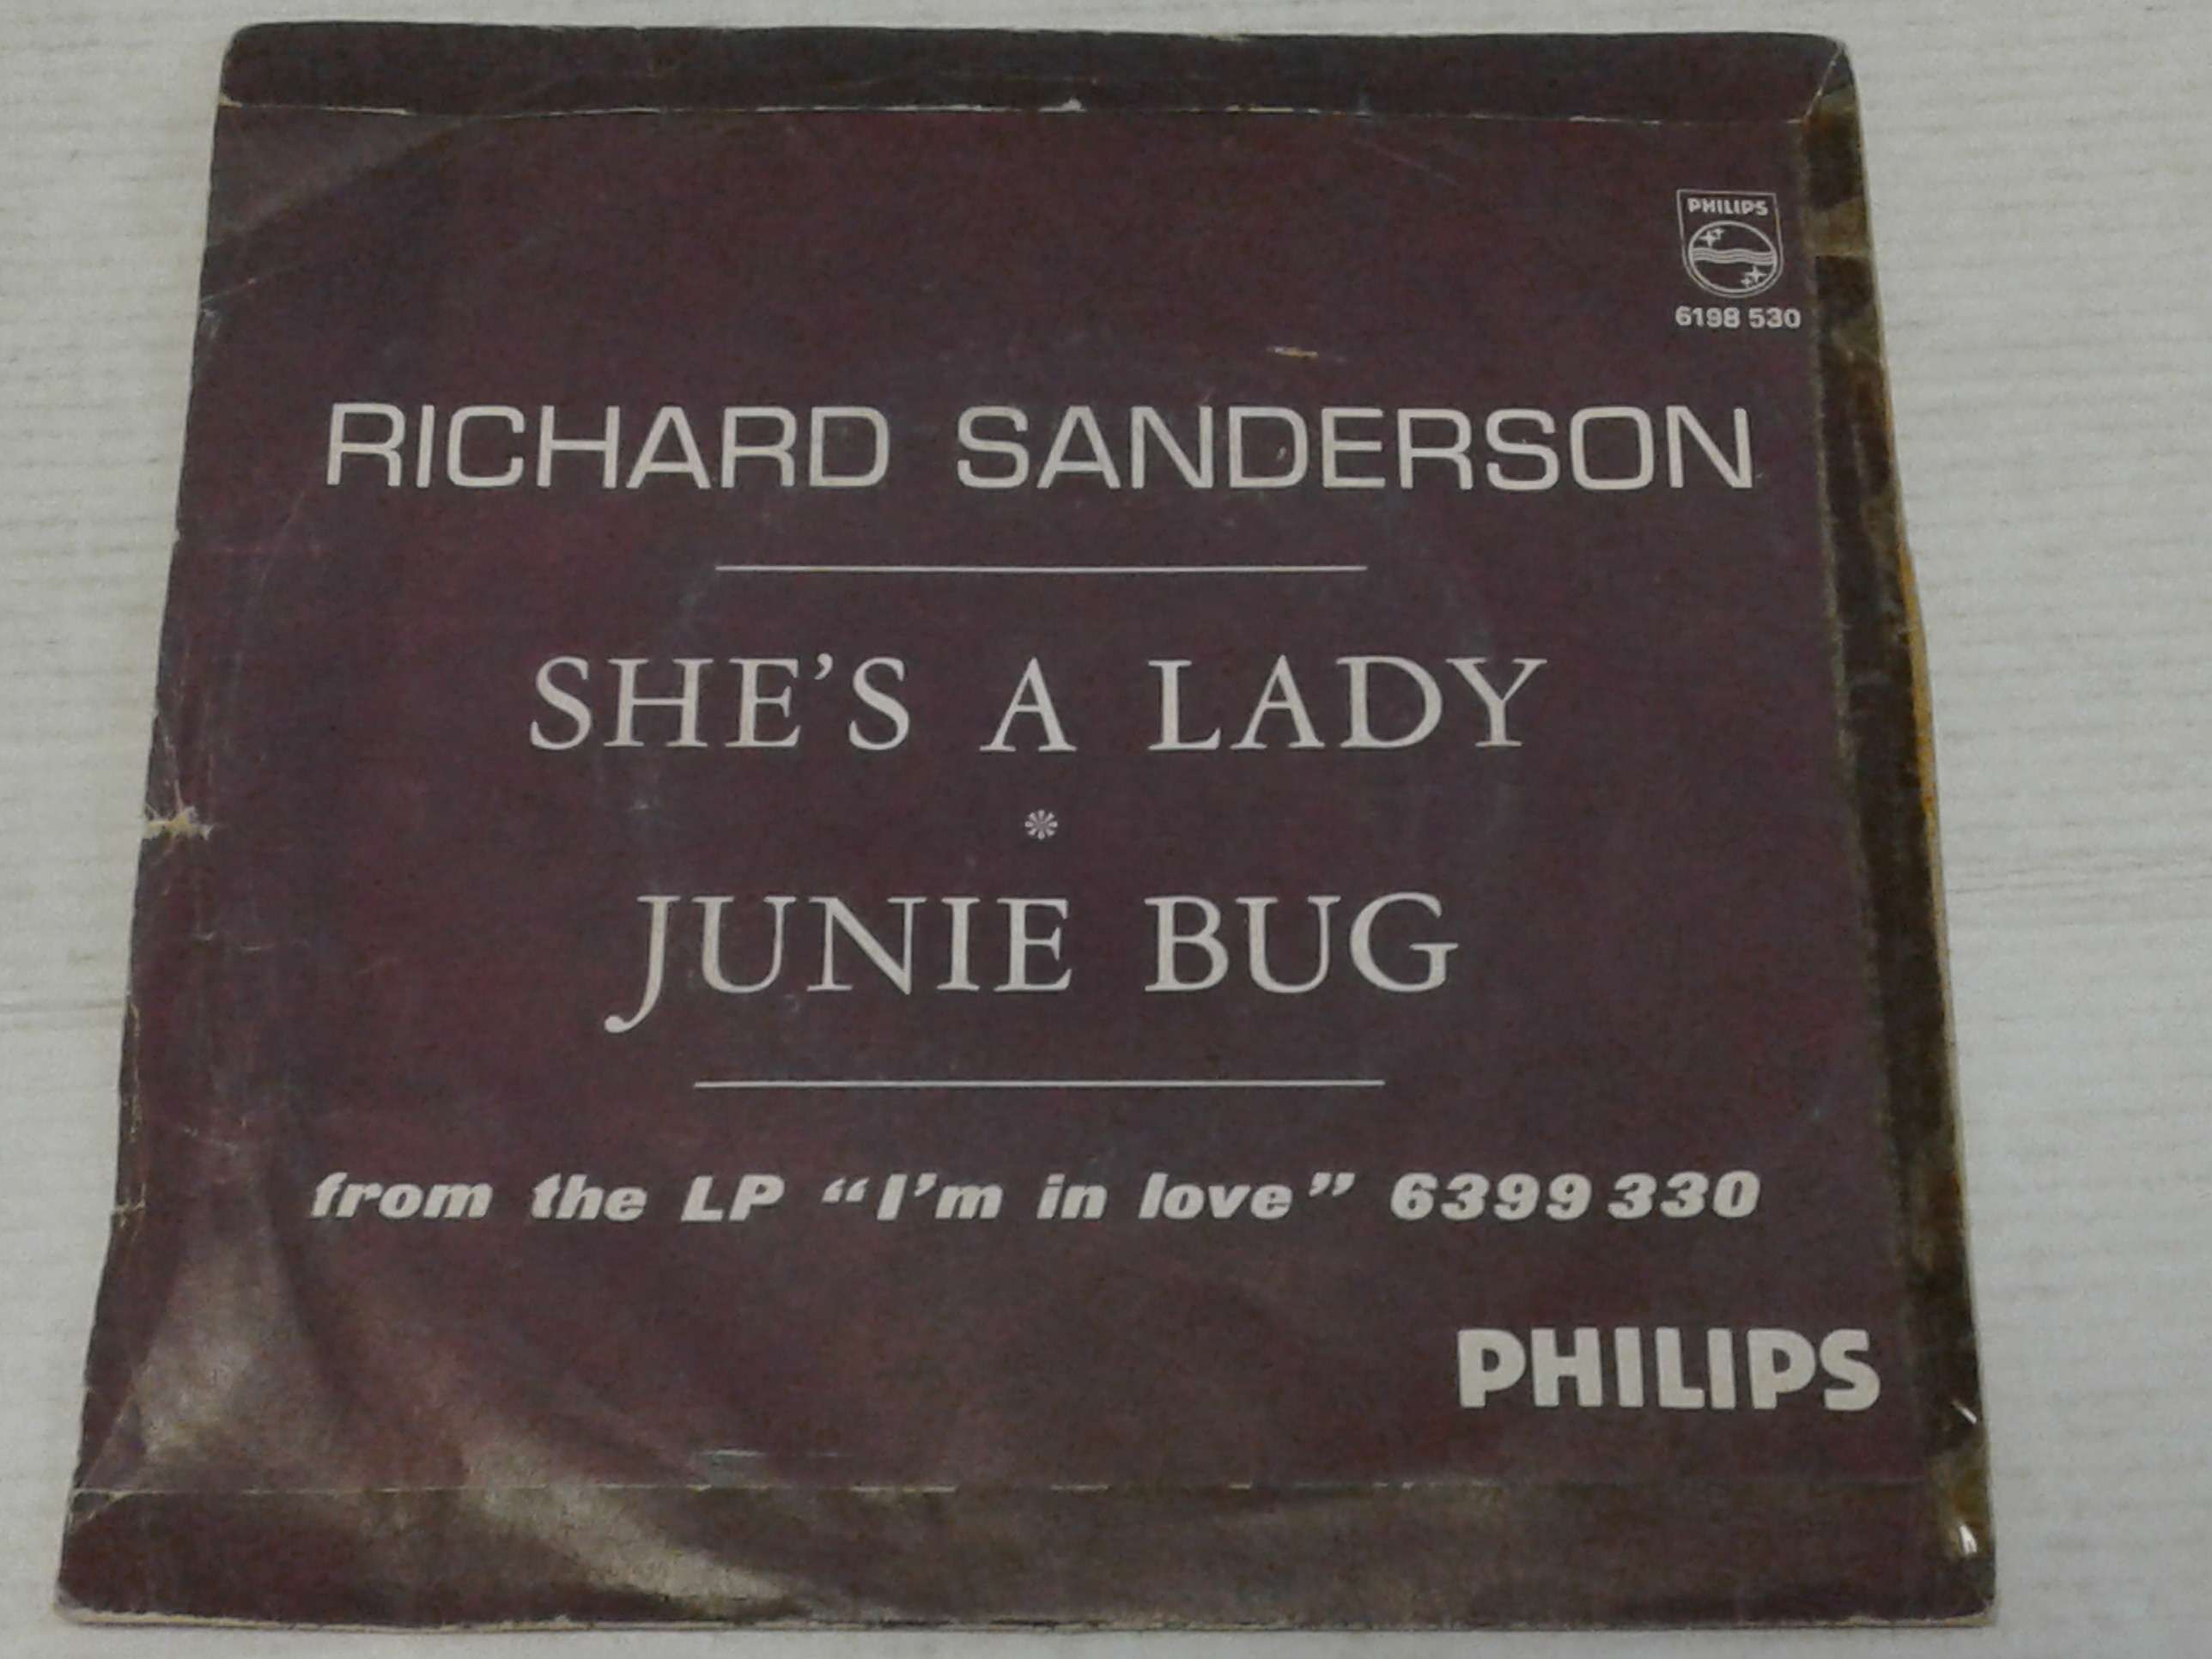 PHILIPS
6198 530
RICHARD SANDERSON
SHE'S A LADY
JUNIE BUG
from the LP “I'm in love” 6399 330
PHILIPS